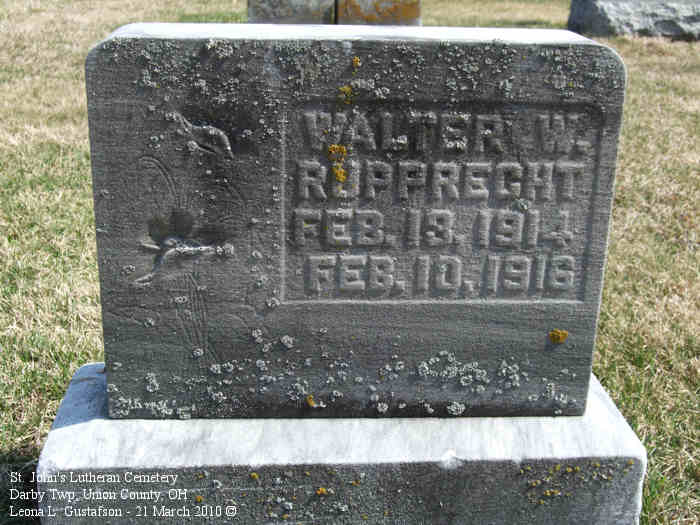 WALTER W.
RUPPRECHT
FEB. 13, 1914
FEB. 10, 1916
St. John's Lutheran Cemetery
Darby Twp, Union County, OH
Leona L. Gustafson - 21 March 2010 ©